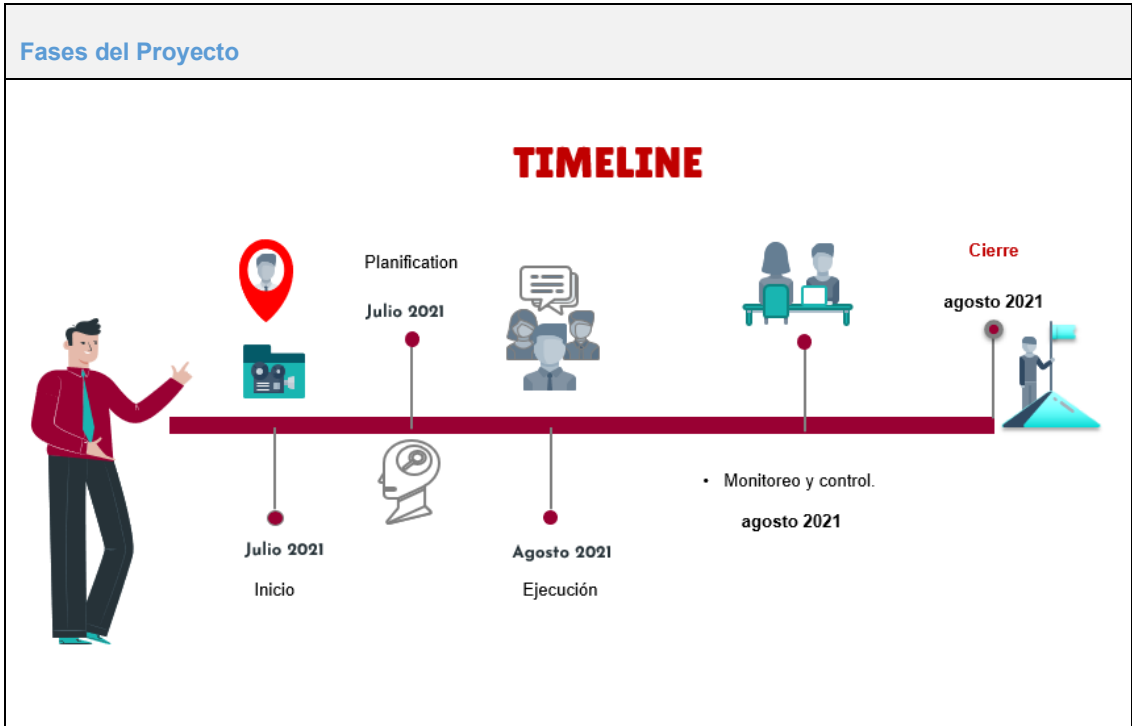 Fases del Proyecto
TIMELINE
Planification
Julio 2021
Cierre
agosto 2021
Julio 2021
Inicio
Agosto 2021
Ejecución
• Monitoreo y control.
agosto 2021